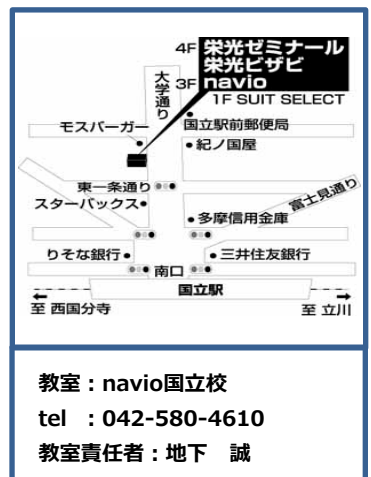 4F 栄光ゼミナール
栄光ビザビ
3F navio
1F SUIT SELECT
大学通り
モスバーガー
国立駅前郵便局
紀ノ国屋
東一条通り
富士見通り
スターバックス
多摩信用金庫
りそな銀行
三井住友銀行
南口
国立駅
至 西国分寺
至 立川
教室：navio国立校
tel ：042-580-4610
教室責任者：地下 誠